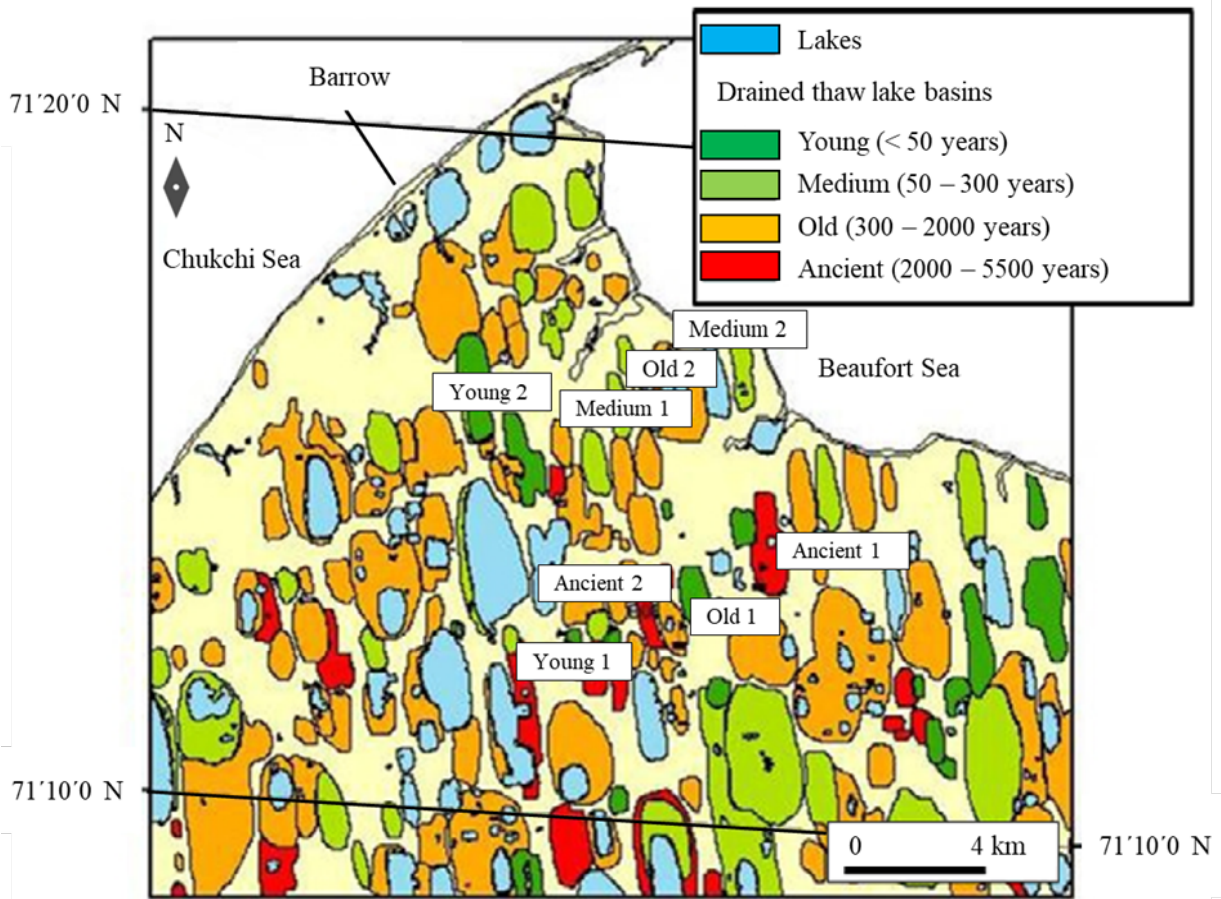 Lakes
Drained thaw lake basins
Young (< 50 years)
Medium (50 – 300 years)
Old (300 – 2000 years)
Ancient (2000 – 5500 years)
Barrow
71′20′0 N
N
Chukchi Sea
Medium 2
Beaufort Sea
Old 2
Young 2
Medium 1
Ancient 1
Ancient 2
Old 1
Young 1
71′10′0 N
0 4 km
71′10′0 N